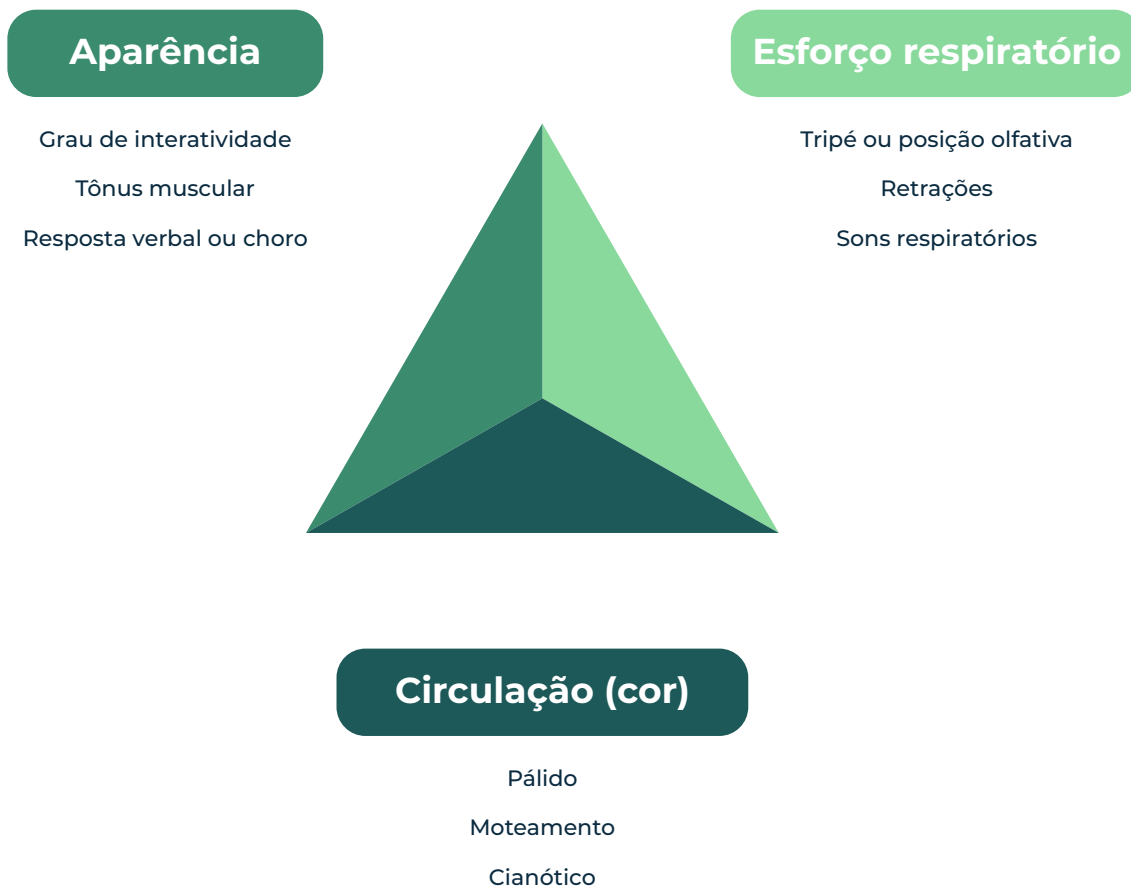 Aparência
Grau de interatividade
Tônus muscular
Resposta verbal ou choro
Esforço respiratório
Tripé ou posição olfativa
Retrações
Sons respiratórios
Circulação (cor)
Pálido
Moteamento
Cianótico